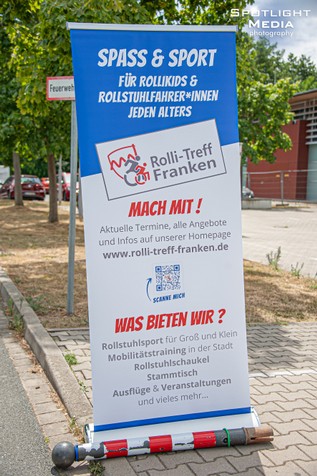 SPOTLIGHT
MEDIA
photography
SPASS & SPORT
FÜR ROLLIKIDS &
ROLLSTUHLFAHRER*INNEN
JEDEN ALTERS
Feuerweh
Rolli-Treff
Franken
MACH MIT !
Aktuelle Termine, alle Angebote
und Infos auf unserer Homepage
www.rolli-treff-franken.de
SCANNE MICH
WAS BIETEN WIR ?
Rollstuhlsport für Groß und Klein
Mobilitätstraining in der Stadt
Rollstuhlschaukel
Stammtisch
Ausflüge & Veranstaltungen
und vieles mehr...